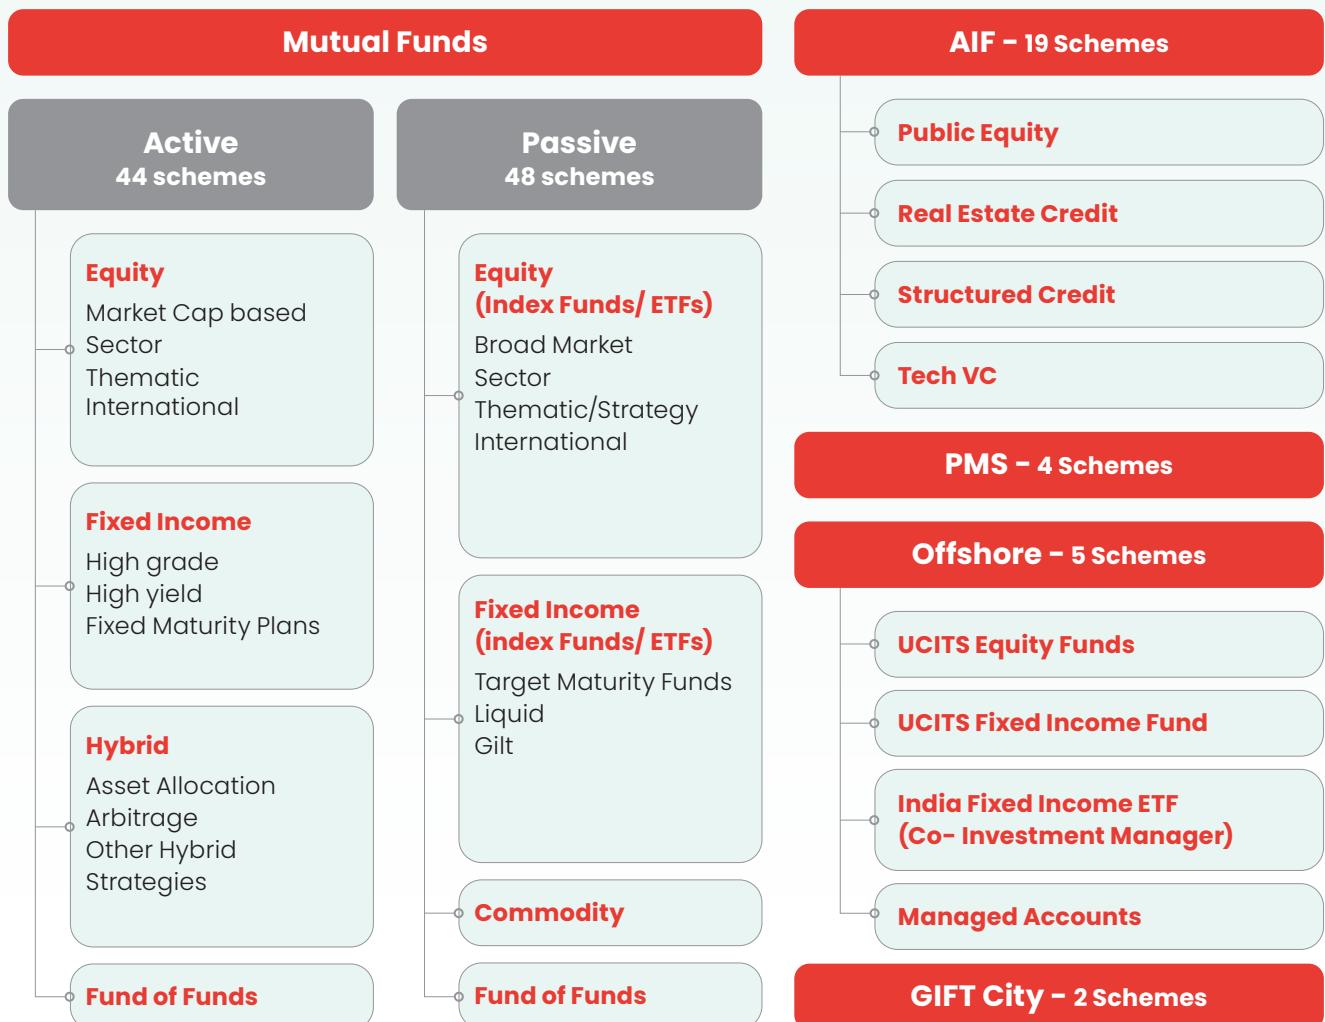 Mutual Funds
Active
44 schemes
Equity
Market Cap based
Sector
Thematic
International
Fixed Income
High grade
High yield
Fixed Maturity Plans
Hybrid
Asset Allocation
Arbitrage
Other Hybrid
Strategies
Fund of Funds
Passive
48 schemes
Equity
(Index Funds/ ETFs)
Broad Market
Sector
Thematic/Strategy
International
Fixed Income
(index Funds/ ETFs)
Target Maturity Funds
Liquid
Gilt
Commodity
Fund of Funds
AIF - 19 Schemes
Public Equity
Real Estate Credit
Structured Credit
Tech VC
PMS - 4 Schemes
Offshore - 5 Schemes
UCITS Equity Funds
UCITS Fixed Income Fund
India Fixed Income ETF
(Co- Investment Manager)
Managed Accounts
GIFT City - 2 Schemes